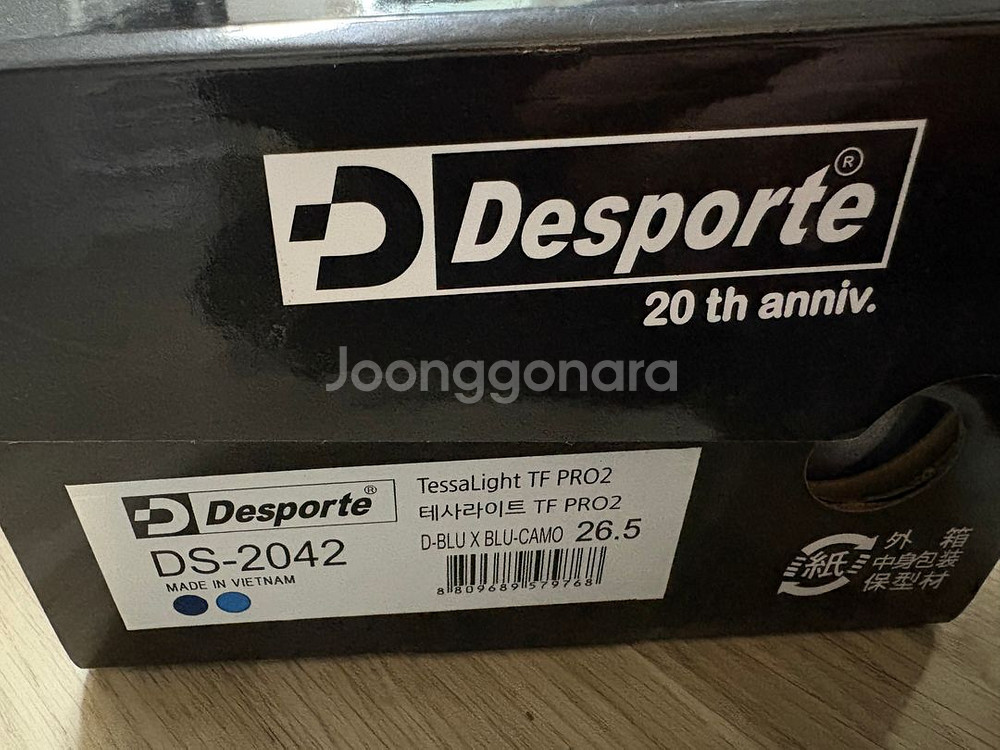 Desporte®
20 th anniv.
Joonggonara
Desporte®
TessaLight TF PRO2
테사라이트 TF PRO2
DS-2042
D-BLU X BLU-CAMO 26.5
MADE IN VIETNAM
8 809689 579768
紙
外箱
中身包装
保型材